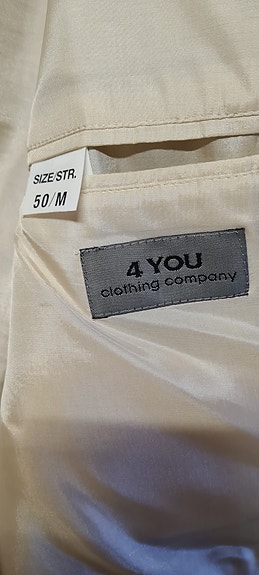 SIZE/STR.
50/M
4 YOU
clothing company